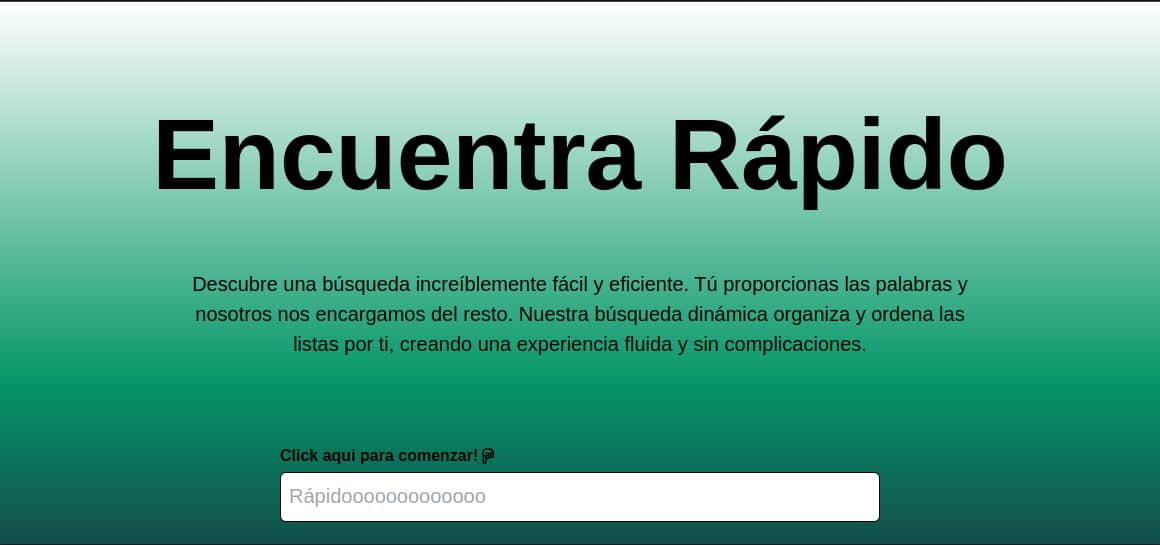 Encuentra Rápido
Descubre una búsqueda increíblemente fácil y eficiente. Tú proporcionas las palabras y
nosotros nos encargamos del resto. Nuestra búsqueda dinámica organiza y ordena las
listas por ti, creando una experiencia fluida y sin complicaciones.
Click aqui para comenzar!
Rápidooooooooooooo